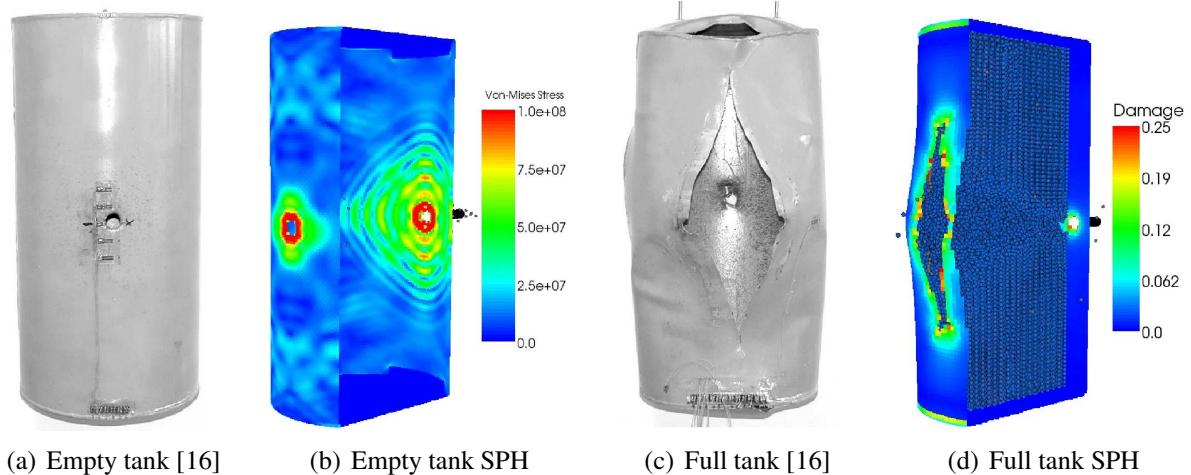 Von-Mises Stress
1.0e+08
7.5e+07
5.0e+07
2.5e+07
0.0
Damage
0.25
0.19
0.12
0.062
0.0
(a) Empty tank [16]
(b) Empty tank SPH
(c) Full tank [16]
(d) Full tank SPH